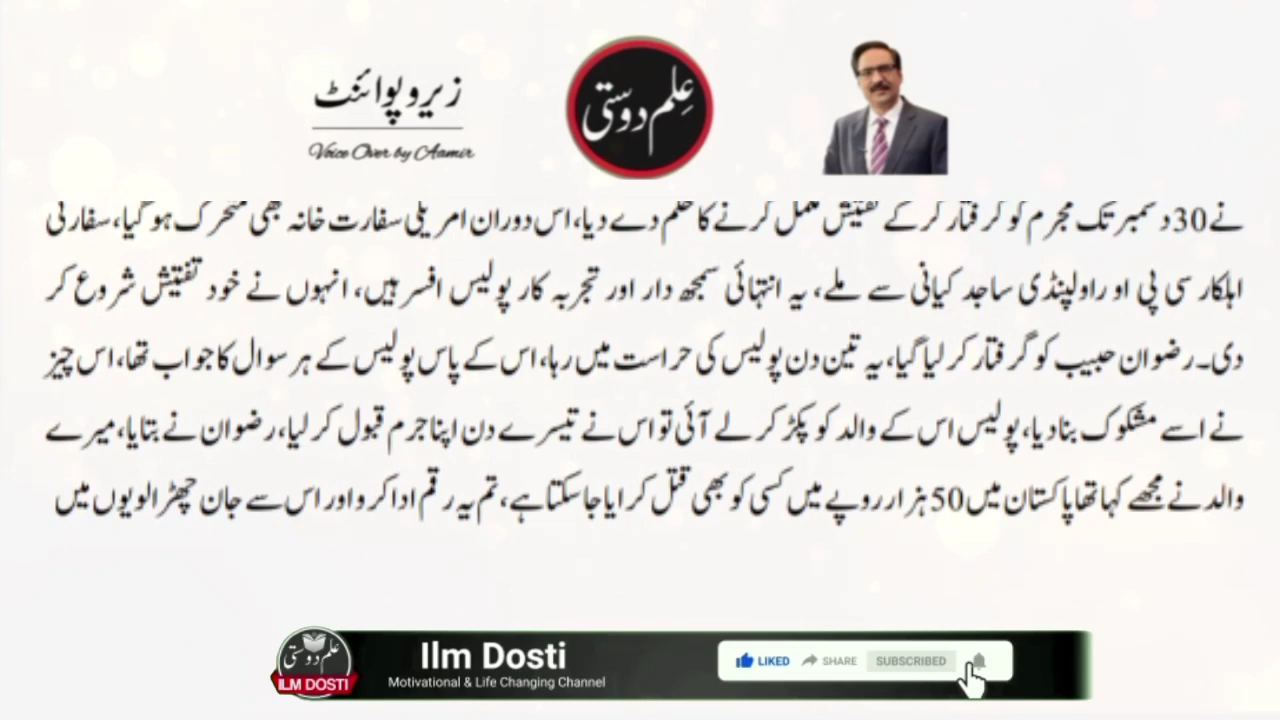 زیرو پوائنٹ
Voice Over by Aamir
علم دوستی
نے 30 دسمبر تک مجرم کو گرفتار کر کے تفتیش مکمل کرنے کا حکم دے دیا، اس دوران امریکی سفارت خانہ بھی متحرک ہو گیا، سفارتی
اہلکار سی پی او راولپنڈی ساجد کیانی سے ملے، یہ انتہائی سمجھ دار اور تجربہ کار پولیس افسر ہیں، انہوں نے خود تفتیش شروع کر
دی۔ رضوان حبیب کو گرفتار کر لیا گیا، یہ تین دن پولیس کی حراست میں رہا، اس کے پاس پولیس کے ہر سوال کا جواب تھا، اس چیز
نے اسے مشکوک بنا دیا، پولیس اس کے والد کو پکڑ کر لے آئی تو اس نے تیسرے دن اپنا جرم قبول کر لیا، رضوان نے بتایا، میرے
والد نے مجھے کہا تھا پاکستان میں 50 ہزار روپے میں کسی کو بھی قتل کرایا جا سکتا ہے، تم یہ رقم ادا کرو اور اس سے جان چھڑا لو یوں میں
علم دوستی
ILM DOSTI
Ilm Dosti
Motivational & Life Changing Channel
LIKED
SHARE
SUBSCRIBED